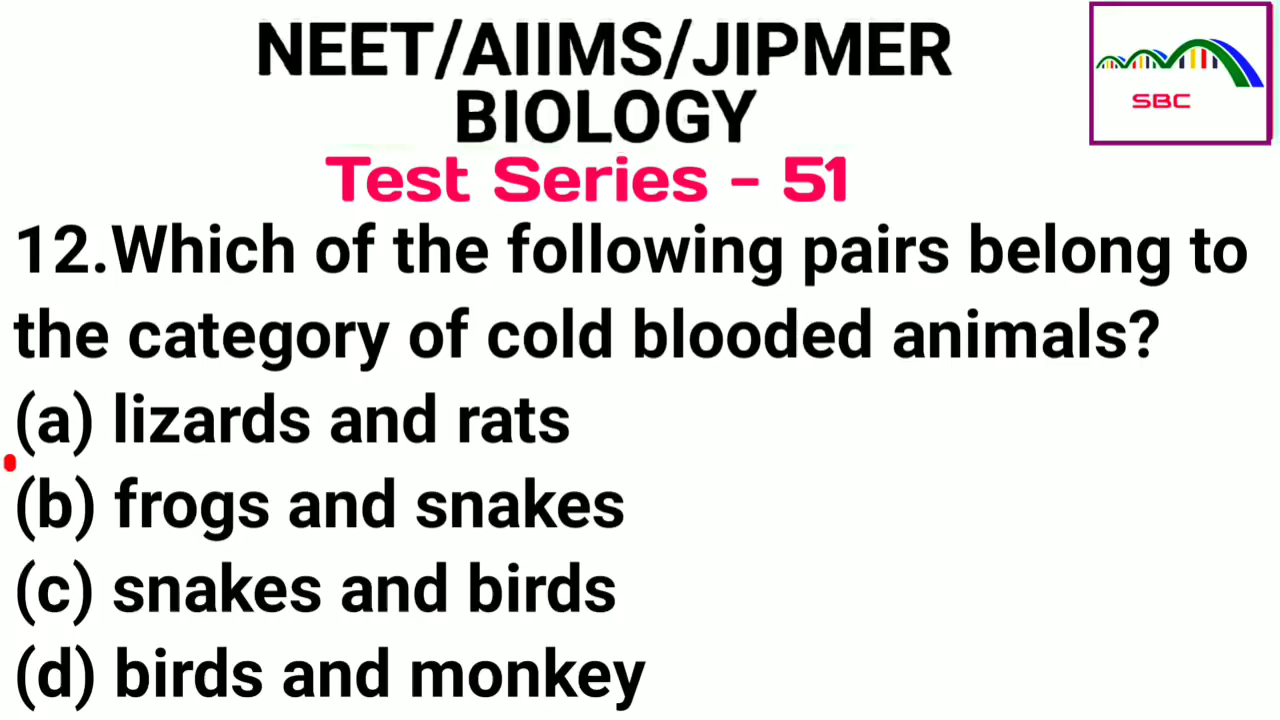 NEET/AIIMS/JIPMER
BIOLOGY
SBC
Test Series - 51
12.Which of the following pairs belong to
the category of cold blooded animals?
(a) lizards and rats
(b) frogs and snakes
(c) snakes and birds
(d) birds and monkey